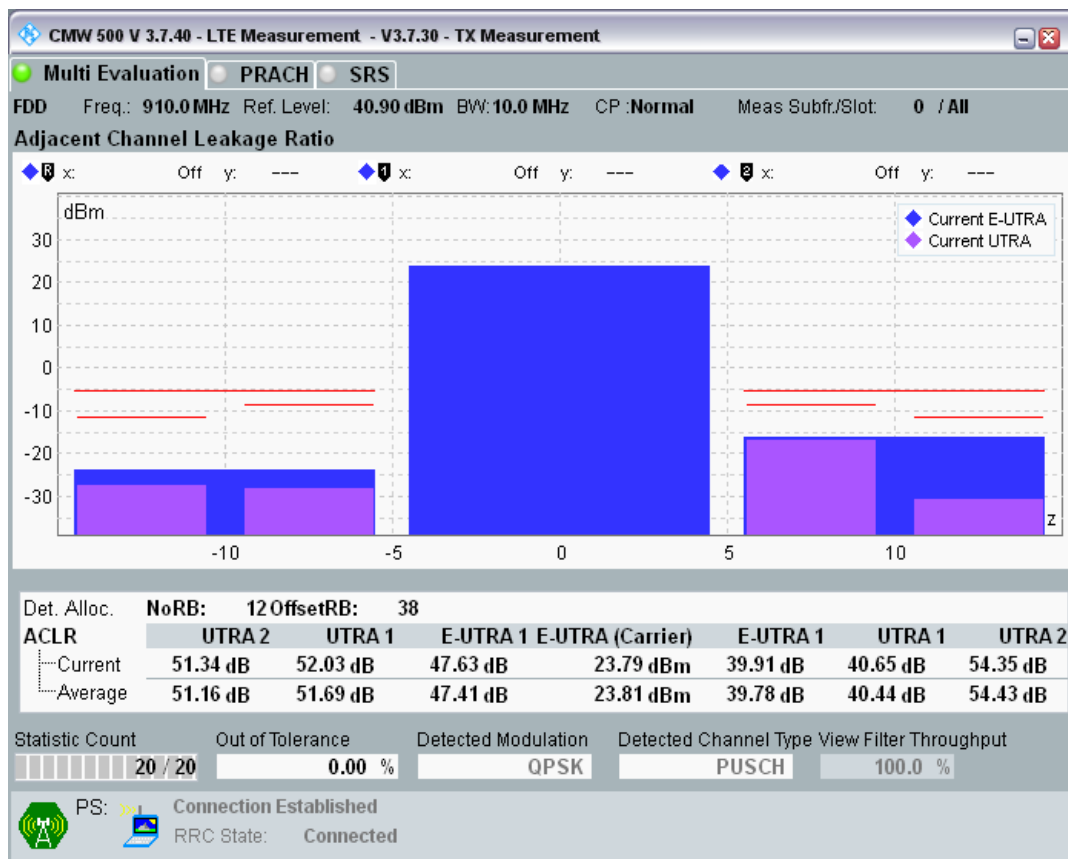 CMW 500 V 3.7.40 - LTE Measurement - V3.7.30 - TX Measurement
Multi Evaluation PRACH SRS
FDD Freq.: 910.0 MHz Ref. Level: 40.90 dBm BW: 10.0 MHz CP :Normal Meas Subfr./Slot: 0 / All
Adjacent Channel Leakage Ratio
R x: Off y: --- 1 x: Off y: --- 2 x: Off y: ---
dBm
Current E-UTRA
Current UTRA
30
20
10
0
-10
-20
-30
z
-10 -5 0 5 10
Det. Alloc. NoRB: 12 OffsetRB: 38
ACLR UTRA 2 UTRA 1 E-UTRA 1 E-UTRA (Carrier) E-UTRA 1 UTRA 1 UTRA 2
Current 51.34 dB 52.03 dB 47.63 dB 23.79 dBm 39.91 dB 40.65 dB 54.35 dB
Average 51.16 dB 51.69 dB 47.41 dB 23.81 dBm 39.78 dB 40.44 dB 54.43 dB
Statistic Count Out of Tolerance Detected Modulation Detected Channel Type View Filter Throughput
20 / 20 0.00 % QPSK PUSCH 100.0 %
PS: Connection Established
RRC State: Connected